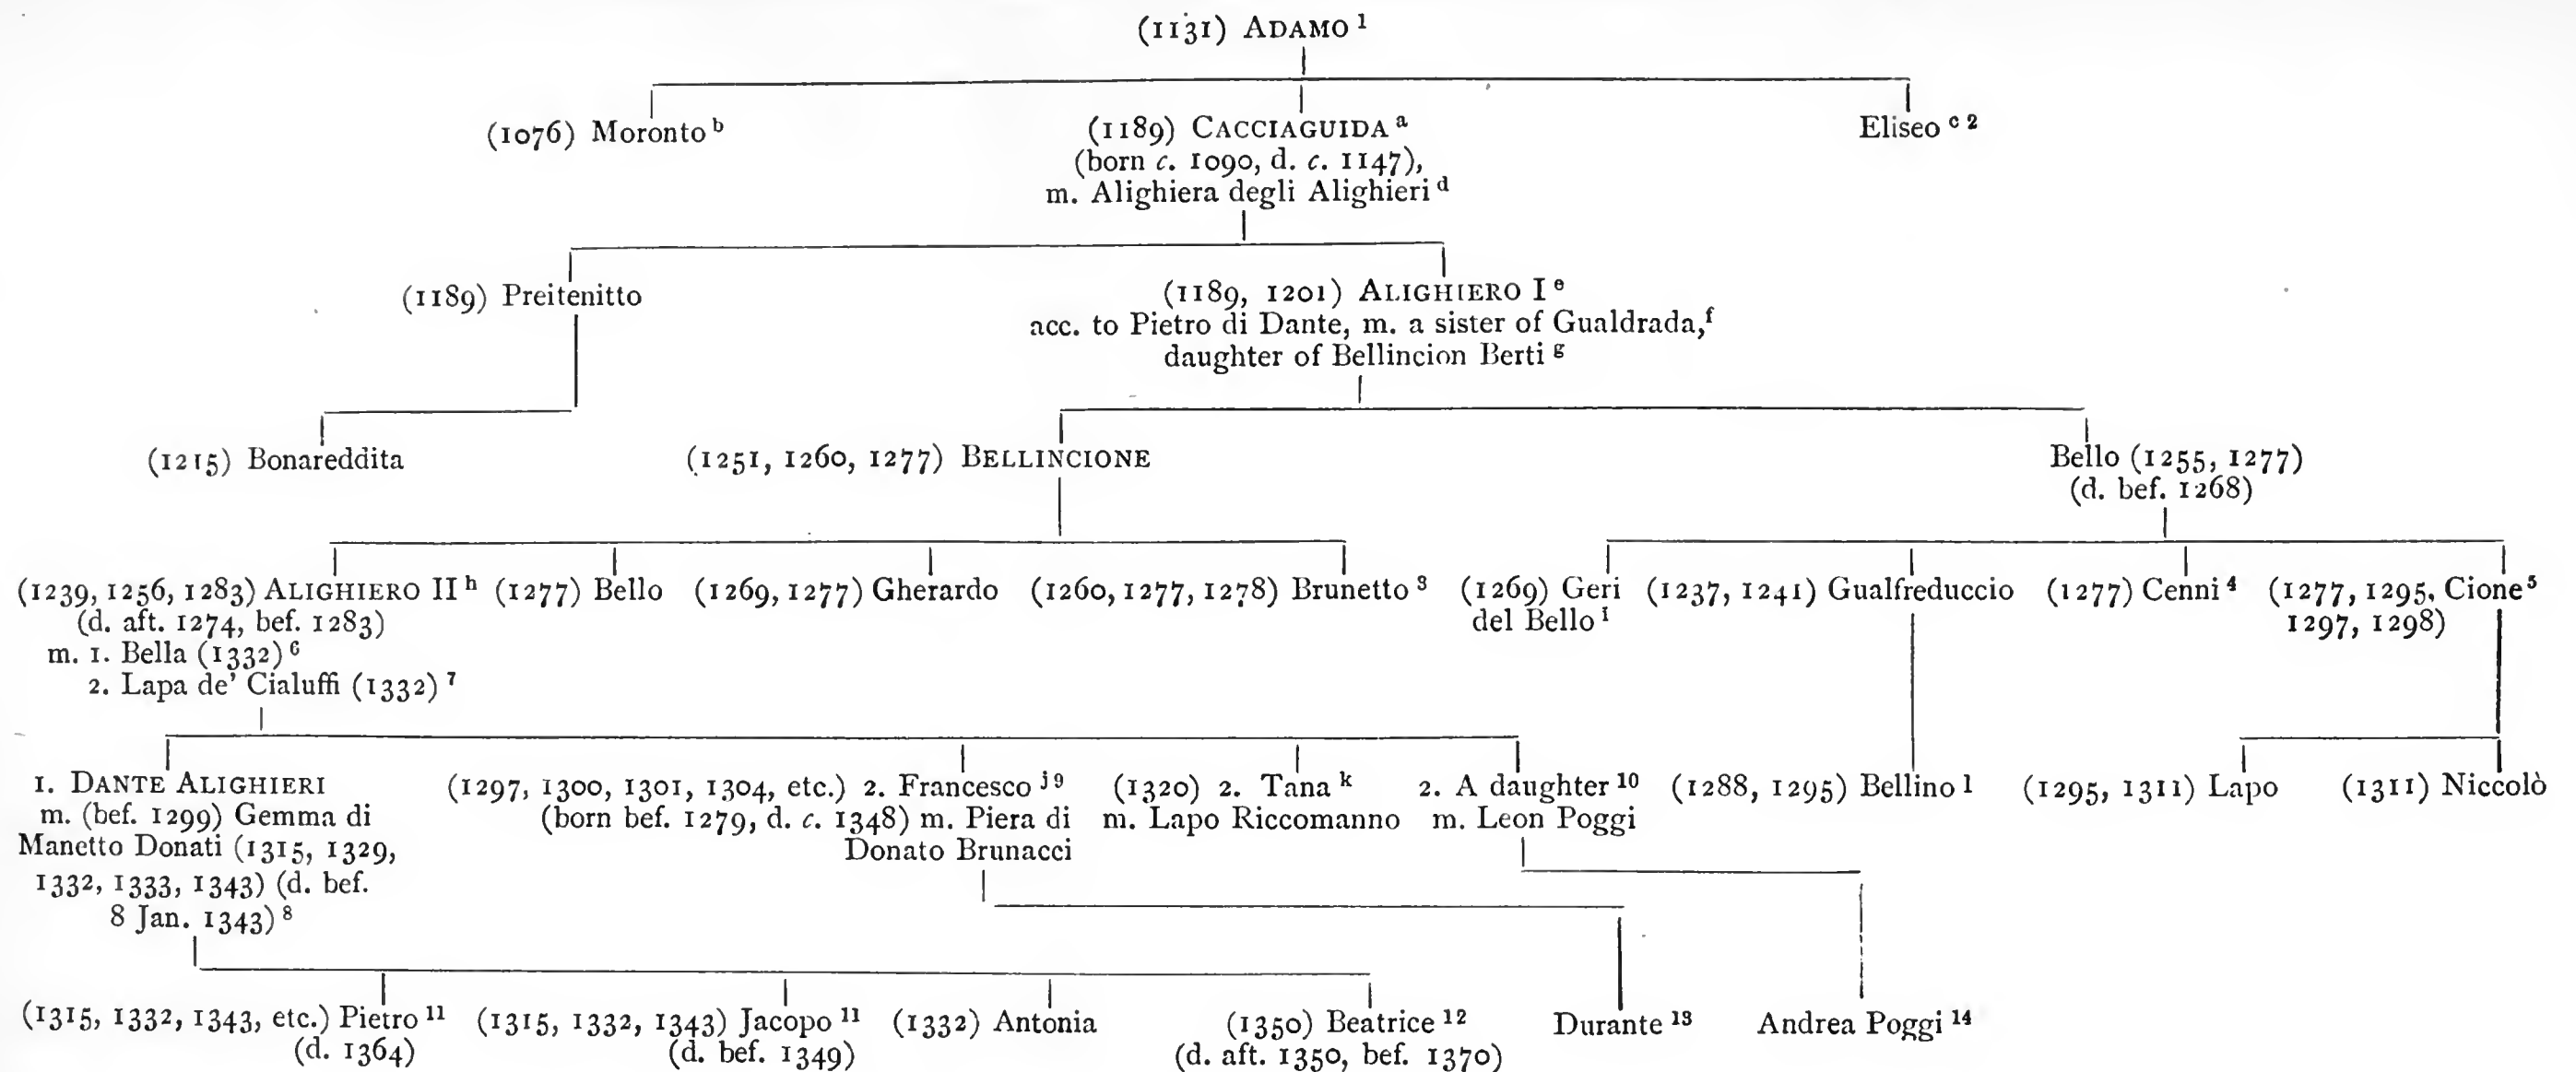 (1131) ADAMO 1
(1076) Moronto b
(1189) CACCIAGUIDA a
(born c. 1090, d. c. 1147),
m. Alighiera degli Alighieri d
Eliseo c 2
(1189) Preitenitto
(1189, 1201) ALIGHIERO I e
acc. to Pietro di Dante, m. a sister of Gualdrada, f
daughter of Bellincion Berti g
(1215) Bonareddita
(1251, 1260, 1277) BELLINCIONE
Bello (1255, 1277)
(d. bef. 1268)
(1239, 1256, 1283) ALIGHIERO II h
(d. aft. 1274, bef. 1283)
m. 1. Bella (1332) 6
2. Lapa de' Cialuffi (1332) 7
(1277) Bello
(1269, 1277) Gherardo
(1260, 1277, 1278) Brunetto 3
(1269) Geri
del Bello i
(1237, 1241) Gualfreduccio
(1277) Cenni 4
(1277, 1295, Cione 5
1297, 1298)
1. DANTE ALIGHIERI
m. (bef. 1299) Gemma di
Manetto Donati (1315, 1329,
1332, 1333, 1343) (d. bef.
8 Jan. 1343) 8
(1297, 1300, 1301, 1304, etc.) 2. Francesco j 9
(born bef. 1279, d. c. 1348) m. Piera di
Donato Brunacci
(1320) 2. Tana k
m. Lapo Riccomanno
2. A daughter 10
m. Leon Poggi
(1288, 1295) Bellino l
(1295, 1311) Lapo
(1311) Niccolò
(1315, 1332, 1343, etc.) Pietro 11
(d. 1364)
(1315, 1332, 1343) Jacopo 11
(d. bef. 1349)
(1332) Antonia
(1350) Beatrice 12
(d. aft. 1350, bef. 1370)
Durante 13
Andrea Poggi 14